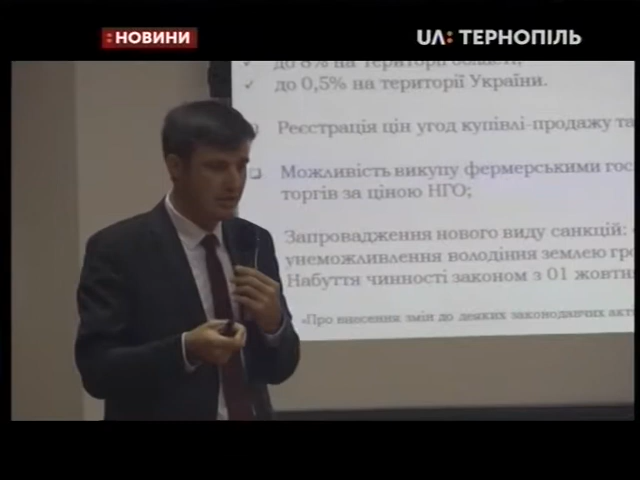 :НОВИНИ
UA: ТЕРНОПІЛЬ
до 8% на території області;
до 0,5% на території України.
Реєстрація цін угод купівлі-продажу та
Можливість викупу фермерськими гос
торгів за ціною НГО;
Запровадження нового виду санкцій:
унеможливлення володіння землею гро
Набуття чинності законом з 01 жовтн
«Про внесення змін до деяких законодавчих акт